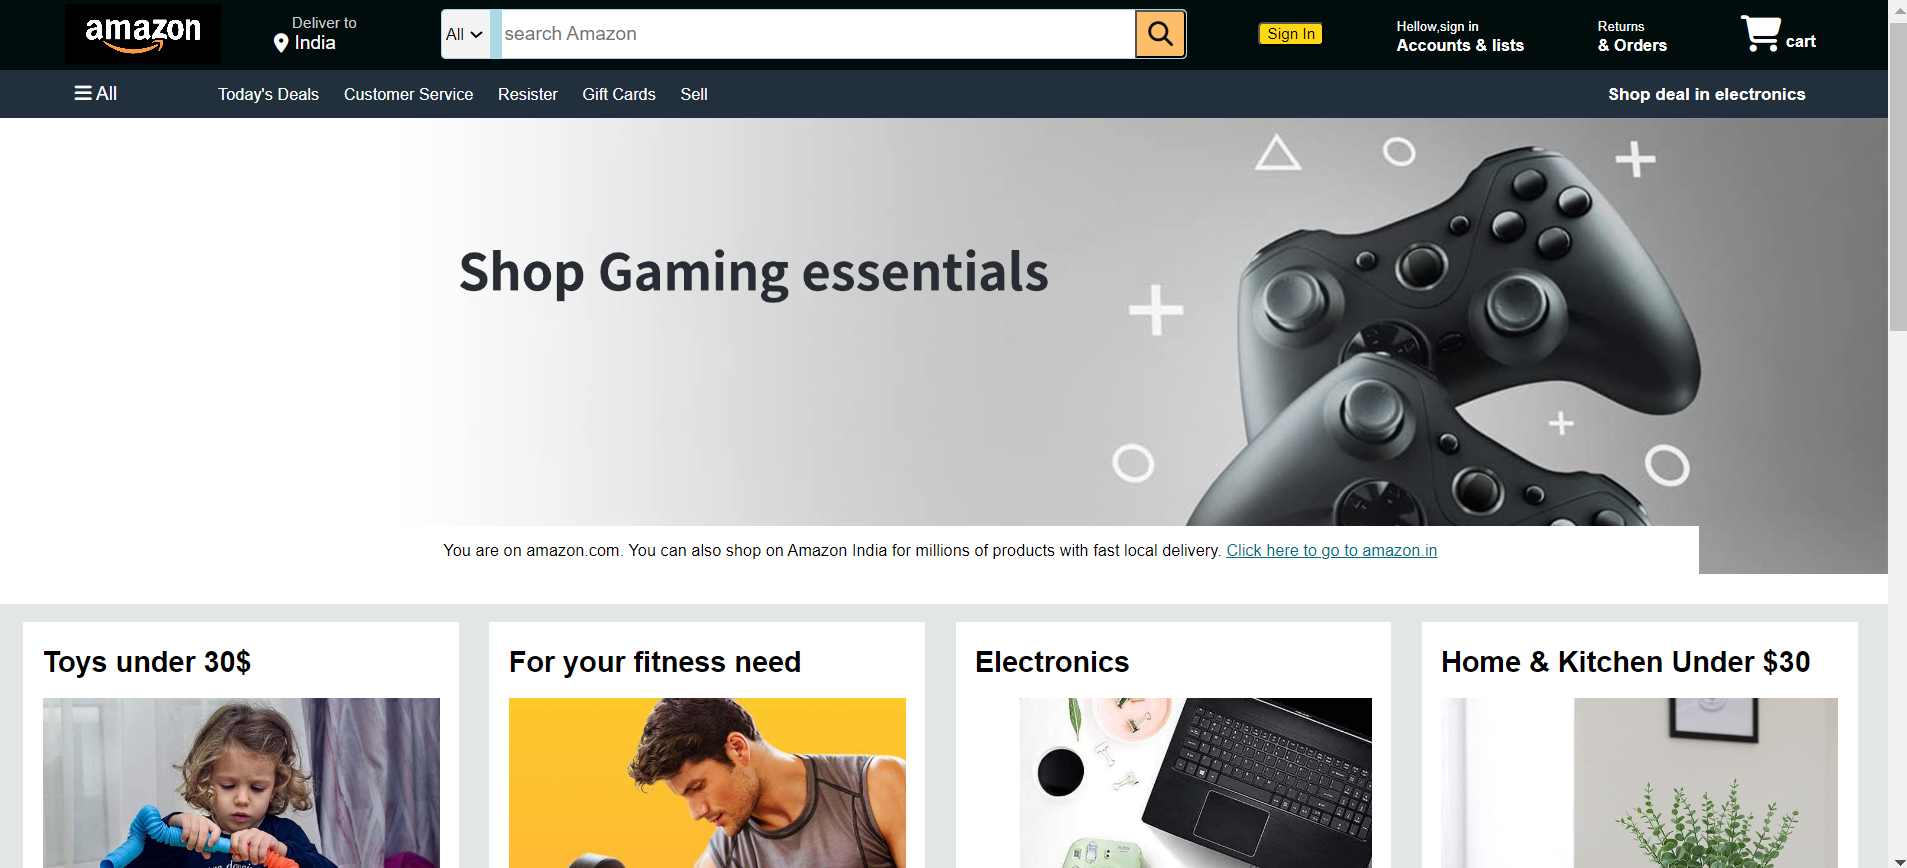 amazon
Deliver to
India
All
search Amazon
Sign In
Hellow,sign in
Accounts & lists
Returns
& Orders
cart
All
Today's Deals
Customer Service
Resister
Gift Cards
Sell
Shop deal in electronics
Shop Gaming essentials
You are on amazon.com. You can also shop on Amazon India for millions of products with fast local delivery. Click here to go to amazon.in
Toys under 30$
For your fitness need
Electronics
Home & Kitchen Under $30